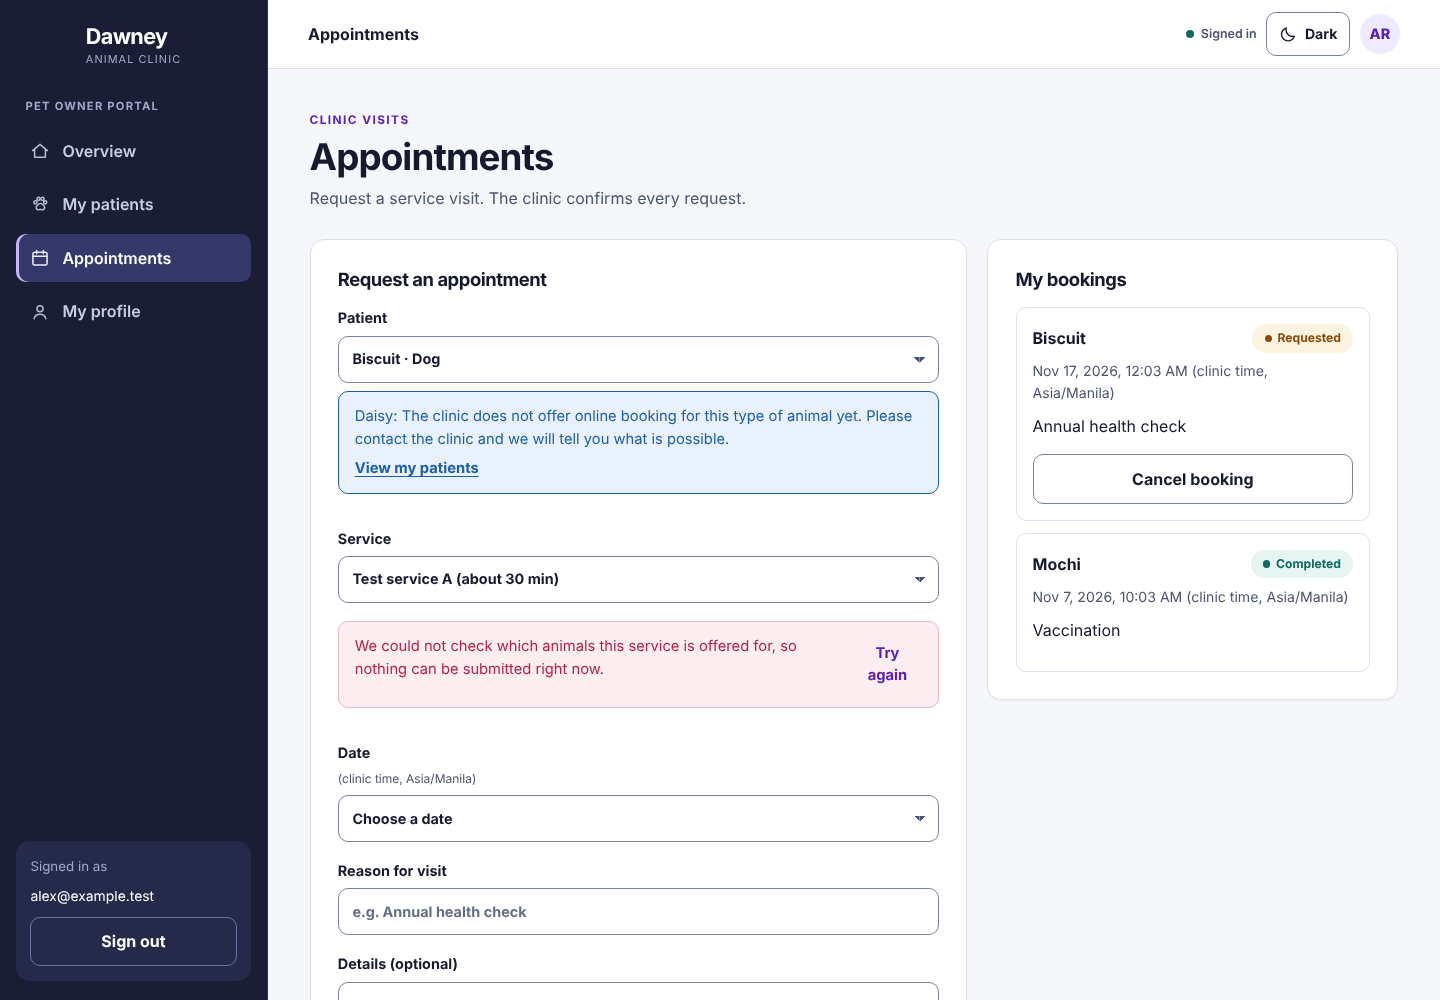 Dawney
ANIMAL CLINIC
PET OWNER PORTAL
Overview
My patients
Appointments
My profile
Signed in as
alex@example.test
Sign out
Appointments
Signed in
Dark
AR
CLINIC VISITS
Appointments
Request a service visit. The clinic confirms every request.
Request an appointment
Patient
Biscuit · Dog
Daisy: The clinic does not offer online booking for this type of animal yet. Please
contact the clinic and we will tell you what is possible.
View my patients
Service
Test service A (about 30 min)
We could not check which animals this service is offered for, so
nothing can be submitted right now.
Try
again
Date
(clinic time, Asia/Manila)
Choose a date
Reason for visit
e.g. Annual health check
Details (optional)
My bookings
Biscuit
Requested
Nov 17, 2026, 12:03 AM (clinic time,
Asia/Manila)
Annual health check
Cancel booking
Mochi
Completed
Nov 7, 2026, 10:03 AM (clinic time, Asia/Manila)
Vaccination